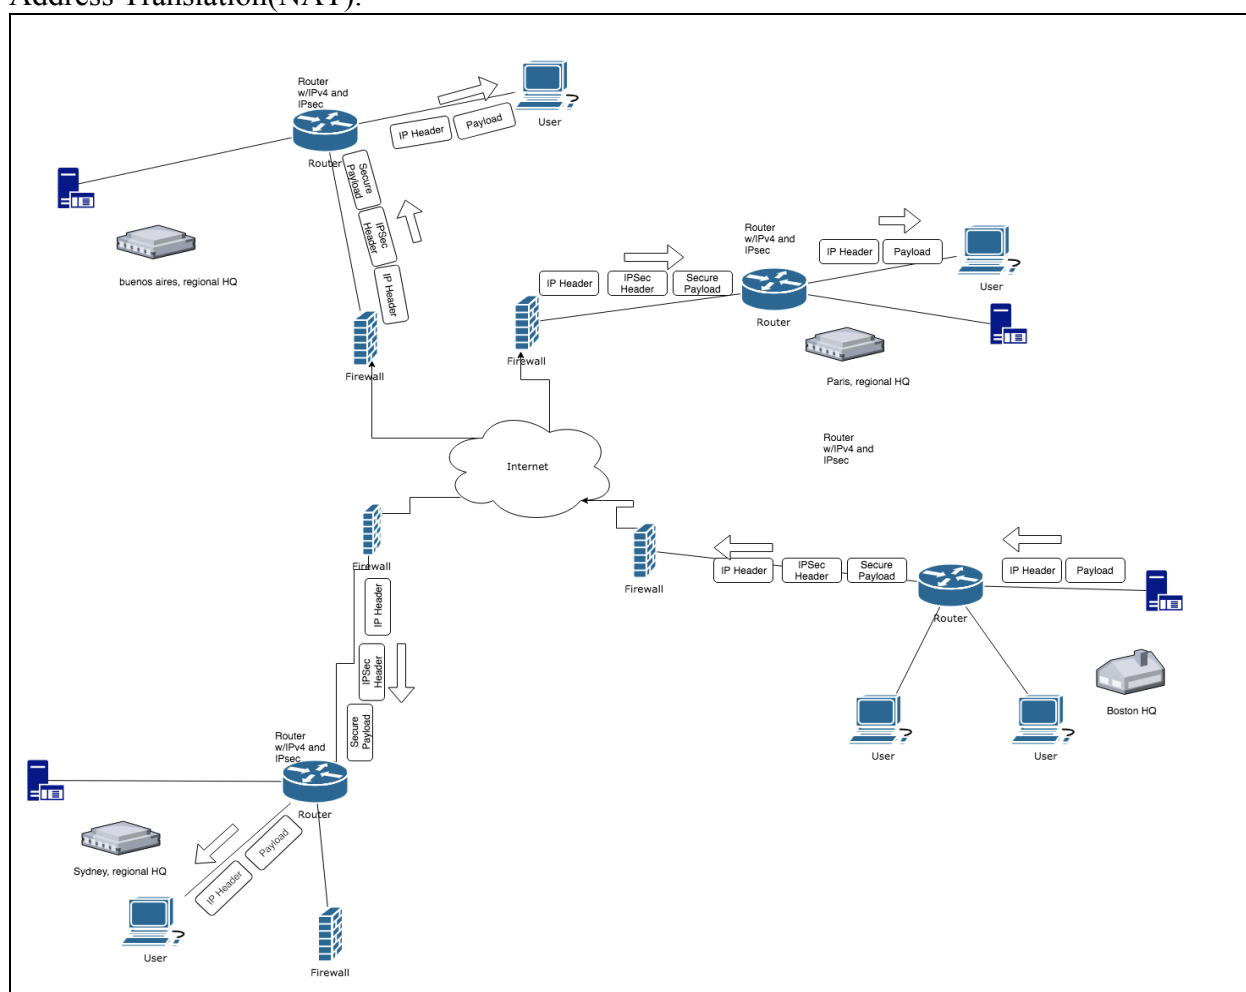 Address Translation(NAT).
Router
w/IPv4 and
IPsec
User
IP Header
Payload
Router
Secure
Payload
IPSec
Header
IP Header
buenos aires, regional HQ
Firewall
Router
w/IPv4 and
IPsec
IP Header
Payload
User
IP Header
IPSec
Header
Secure
Payload
Router
Firewall
Paris, regional HQ
Router
w/IPv4 and
IPsec
Internet
Firewall
IP Header
IPSec
Header
Secure
Payload
IP Header
Payload
Firewall
Router
Boston HQ
User
User
IP Header
IPSec
Header
Secure
Payload
Router
w/IPv4 and
IPsec
Router
Payload
IP Header
Sydney, regional HQ
User
Firewall